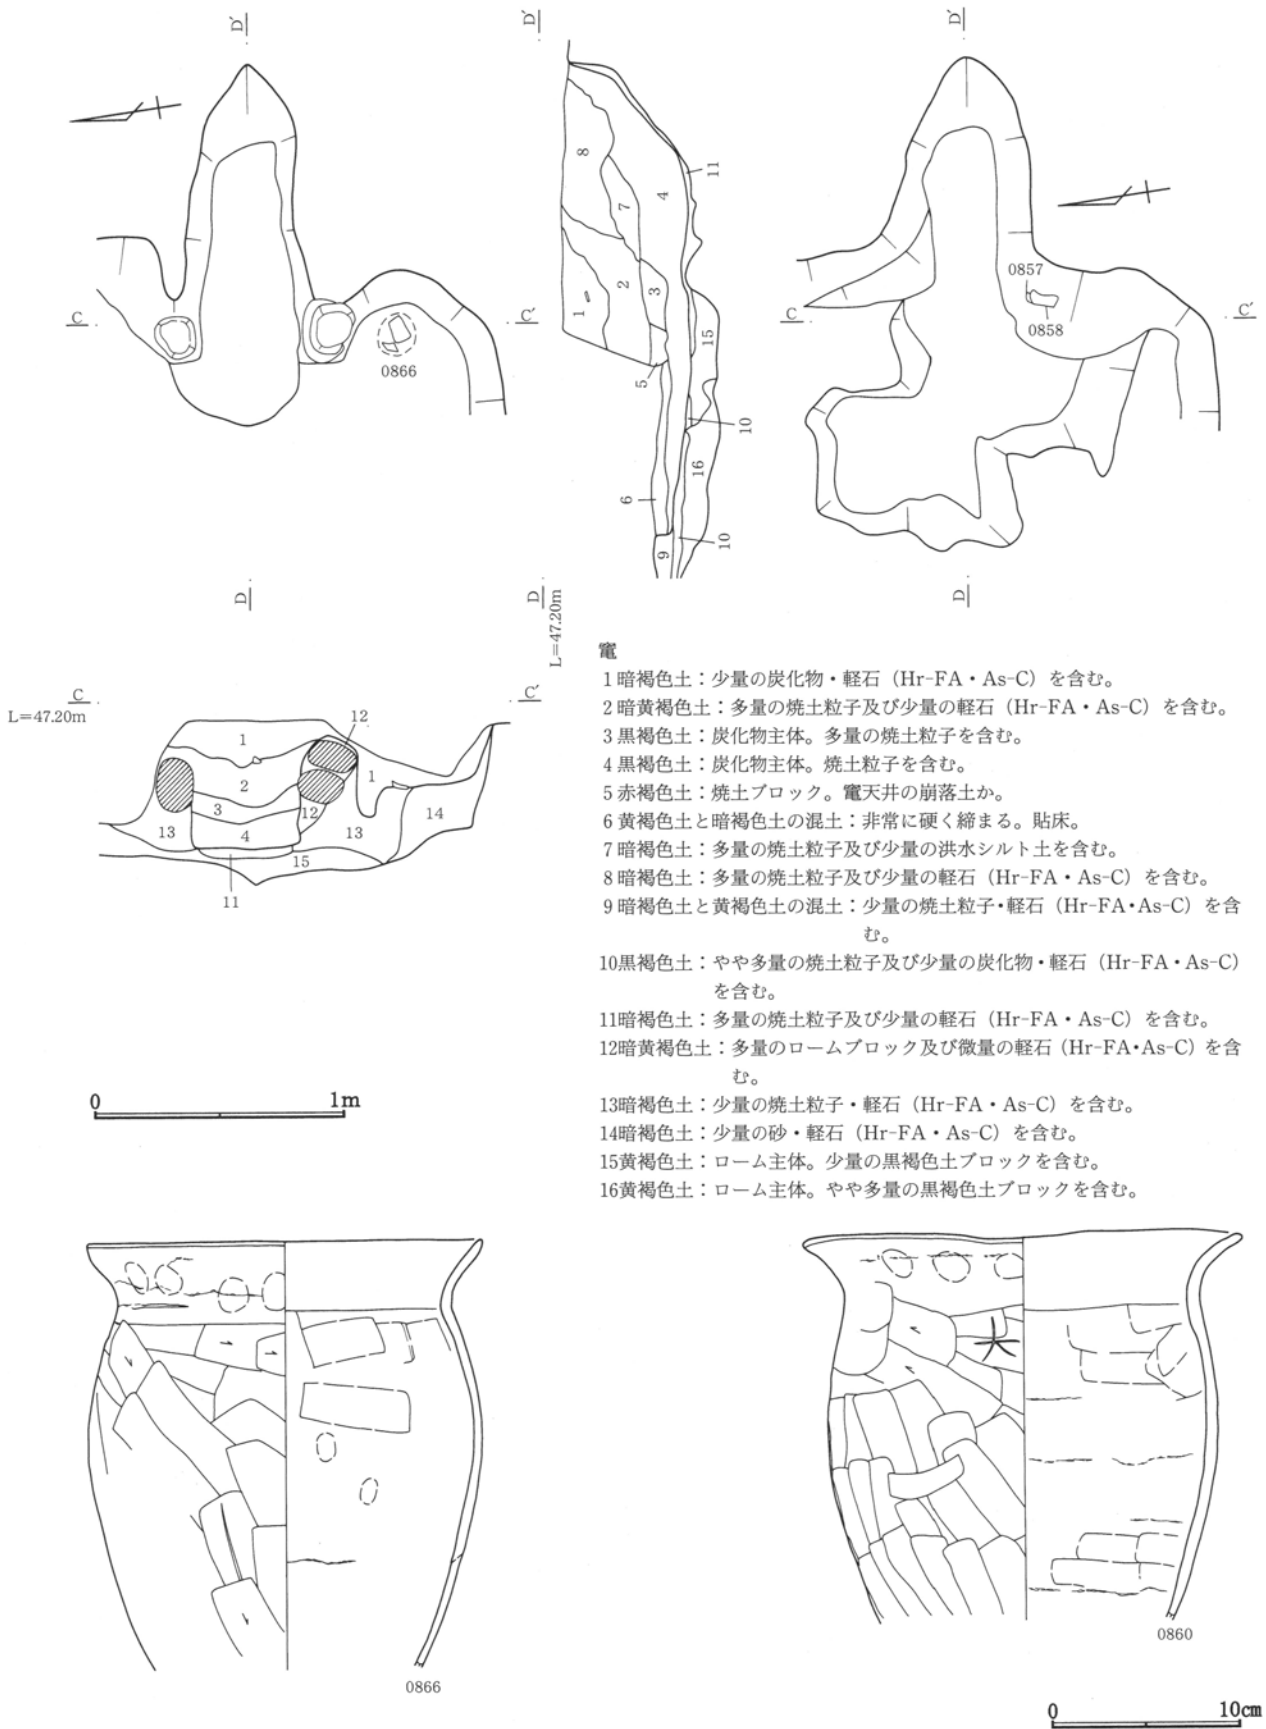 D′
D′
D′
8
11
4
7
0857
2
3
1
C
C′
C
C′
15
0858
0866
5
10
16
6
10
9
D
D
L=47.20m
D
竃
1暗褐色土：少量の炭化物・軽石（Hr-FA・As-C）を含む。
2暗黄褐色土：多量の焼土粒子及び少量の軽石（Hr-FA・As-C）を含む。
3黒褐色土：炭化物主体。多量の焼土粒子を含む。
4黒褐色土：炭化物主体。焼土粒子を含む。
5赤褐色土：焼土ブロック。竃天井の崩落土か。
6黄褐色土と暗褐色土の混土：非常に硬く締まる。貼床。
7暗褐色土：多量の焼土粒子及び少量の洪水シルト土を含む。
8暗褐色土：多量の焼土粒子及び少量の軽石（Hr-FA・As-C）を含む。
9暗褐色土と黄褐色土の混土：少量の焼土粒子・軽石（Hr-FA・As-C）を含
む。
10黒褐色土：やや多量の焼土粒子及び少量の炭化物・軽石（Hr-FA・As-C）
を含む。
11暗褐色土：多量の焼土粒子及び少量の軽石（Hr-FA・As-C）を含む。
12暗黄褐色土：多量のロームブロック及び微量の軽石（Hr-FA・As-C）を含
む。
13暗褐色土：少量の焼土粒子・軽石（Hr-FA・As-C）を含む。
14暗褐色土：少量の砂・軽石（Hr-FA・As-C）を含む。
15黄褐色土：ローム主体。少量の黒褐色土ブロックを含む。
16黄褐色土：ローム主体。やや多量の黒褐色土ブロックを含む。
C
C′
L=47.20m
12
1
1
2
3
12
14
13
4
13
15
11
0 1m
大
0866
0860
0 10cm